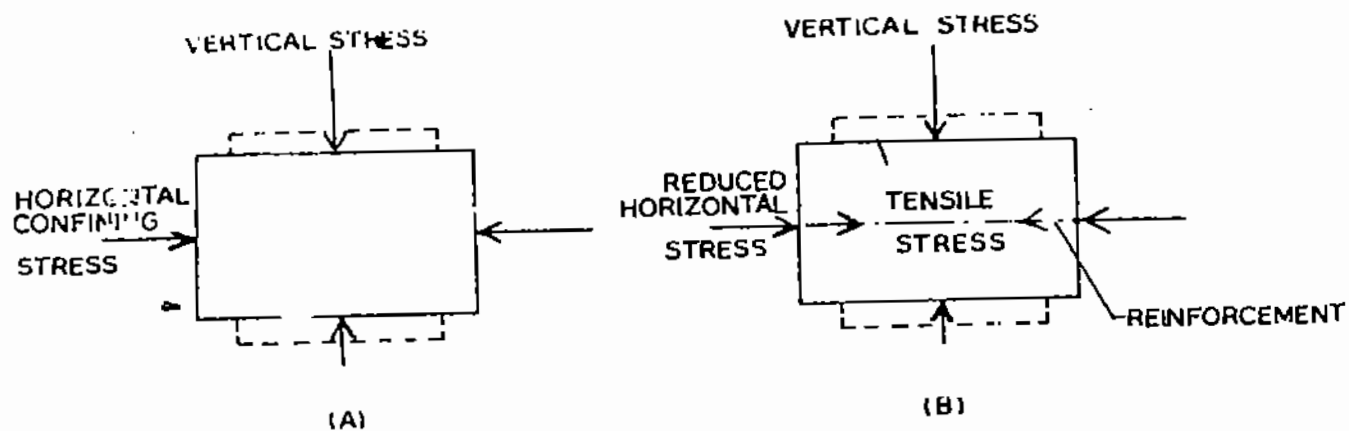 VERTICAL STRESS
HORIZONTAL
CONFINING
STRESS
(A)
VERTICAL STRESS
REDUCED
HORIZONTAL
STRESS
TENSILE
STRESS
REINFORCEMENT
(B)